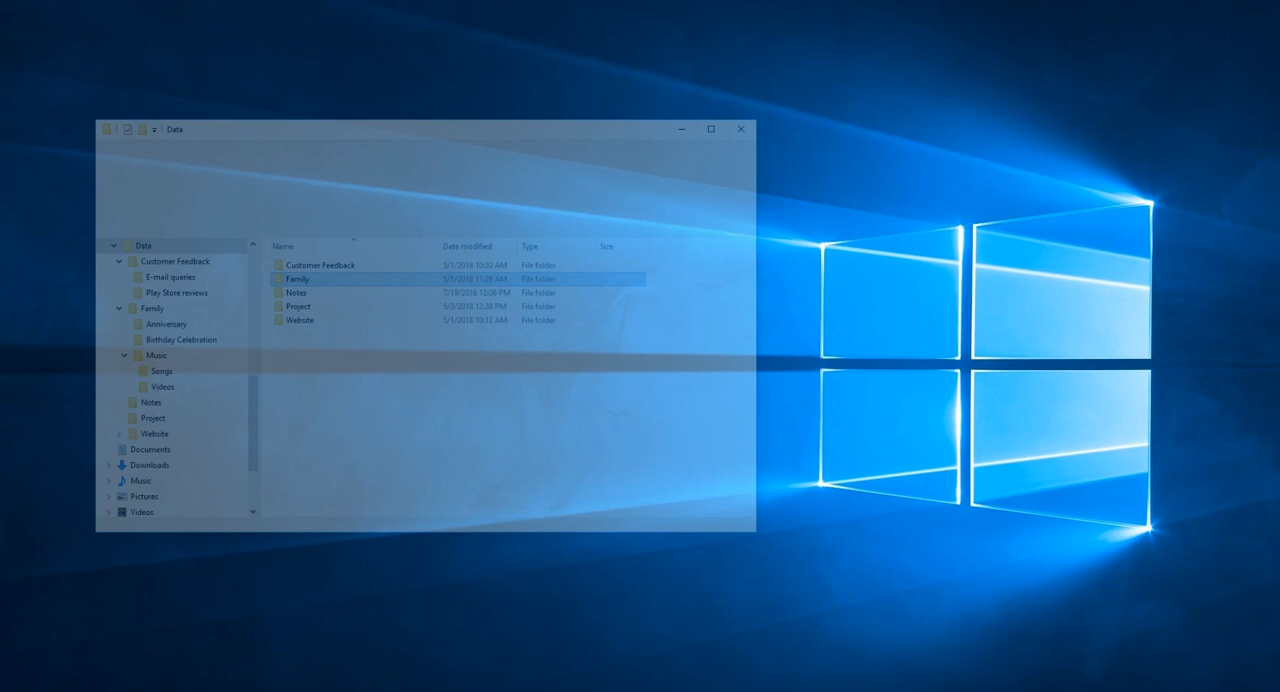 Data
Data
Customer Feedback
E-mail queries
Play Store reviews
Family
Anniversary
Birthday Celebration
Music
Songs
Videos
Notes
Project
Website
Documents
Downloads
Music
Pictures
Videos
Name Date modified Type Size
Customer Feedback 5/1/2018 10:20 AM File folder
Family 5/1/2018 11:29 AM File folder
Notes 7/19/2018 12:06 PM File folder
Project 5/3/2018 12:38 PM File folder
Website 5/1/2018 10:12 AM File folder